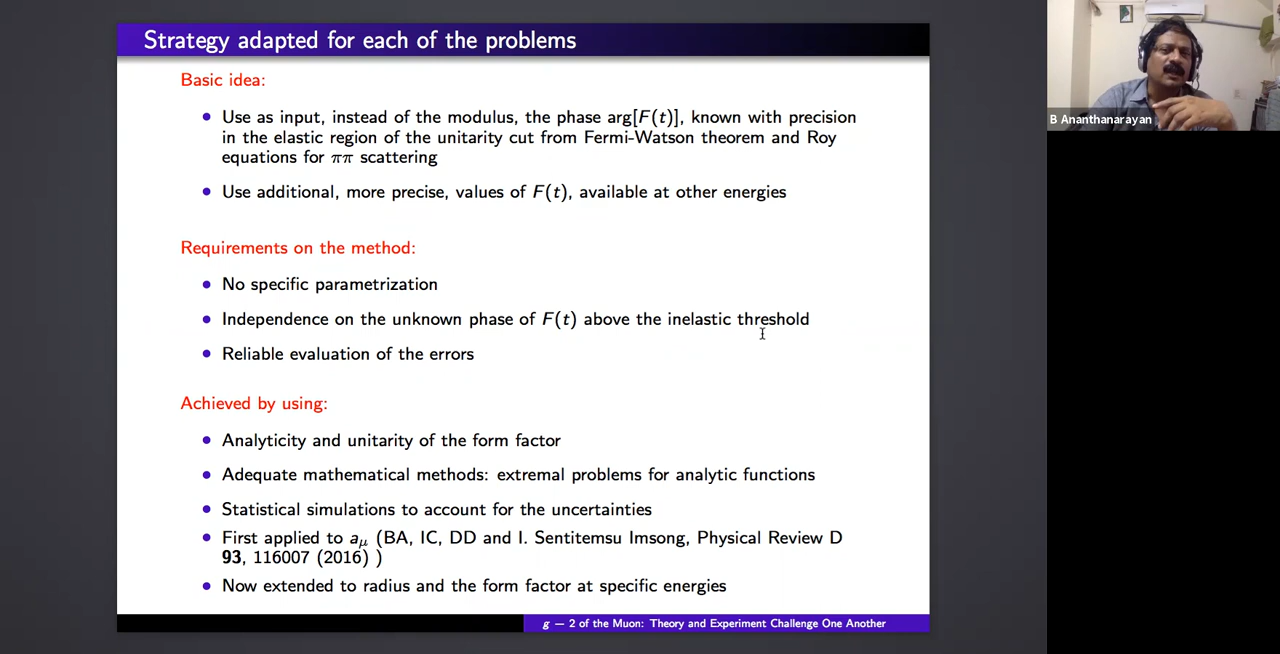 Strategy adapted for each of the problems
Basic idea:
Use as input, instead of the modulus, the phase arg[F(t)], known with precision
in the elastic region of the unitarity cut from Fermi-Watson theorem and Roy
equations for ππ scattering
Use additional, more precise, values of F(t), available at other energies
Requirements on the method:
No specific parametrization
Independence on the unknown phase of F(t) above the inelastic threshold
Reliable evaluation of the errors
Achieved by using:
Analyticity and unitarity of the form factor
Adequate mathematical methods: extremal problems for analytic functions
Statistical simulations to account for the uncertainties
First applied to aμ (BA, IC, DD and I. Sentitemsu Imsong, Physical Review D
93, 116007 (2016) )
Now extended to radius and the form factor at specific energies
g − 2 of the Muon: Theory and Experiment Challenge One Another
B Ananthanarayan